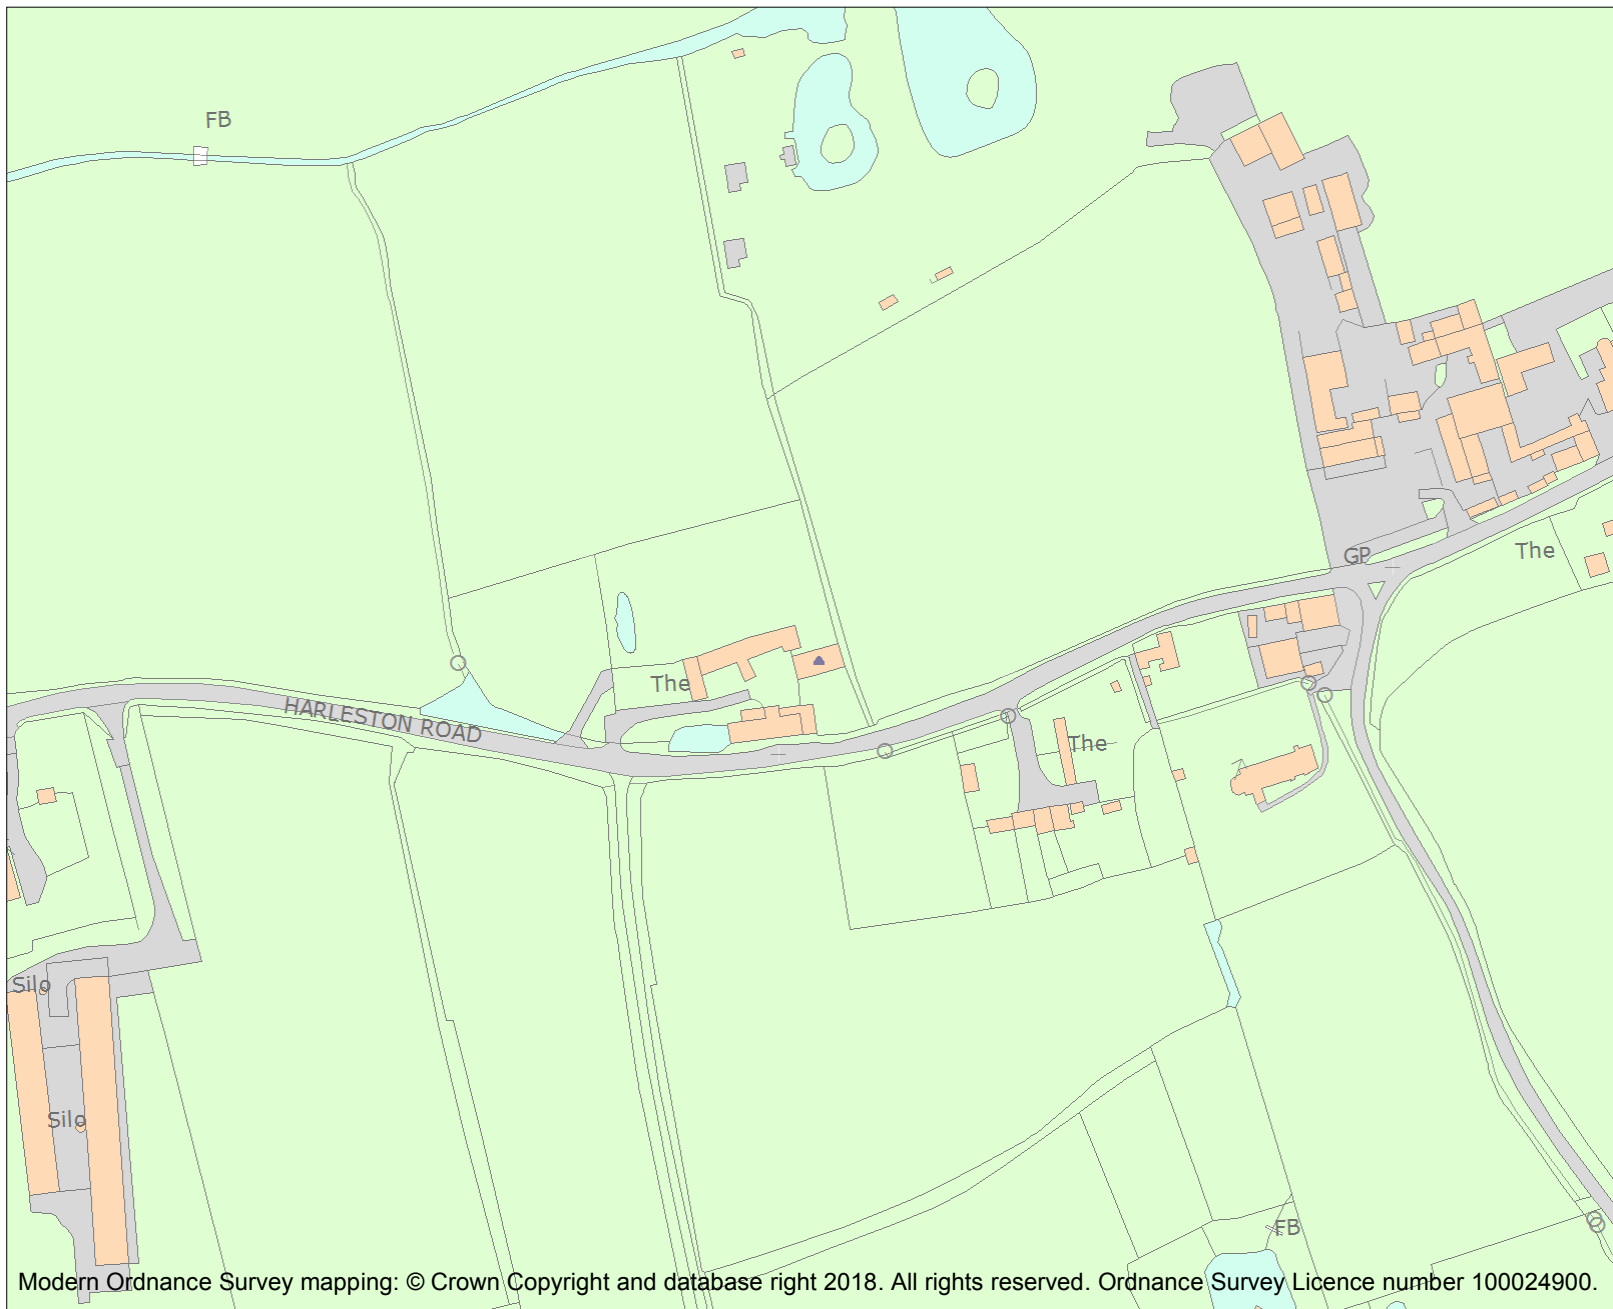 FB
GP
The
The
HARLESTON ROAD
The
Silo
Silo
FB
Modern Ordnance Survey mapping: © Crown Copyright and database right 2018. All rights reserved. Ordnance Survey Licence number 100024900.